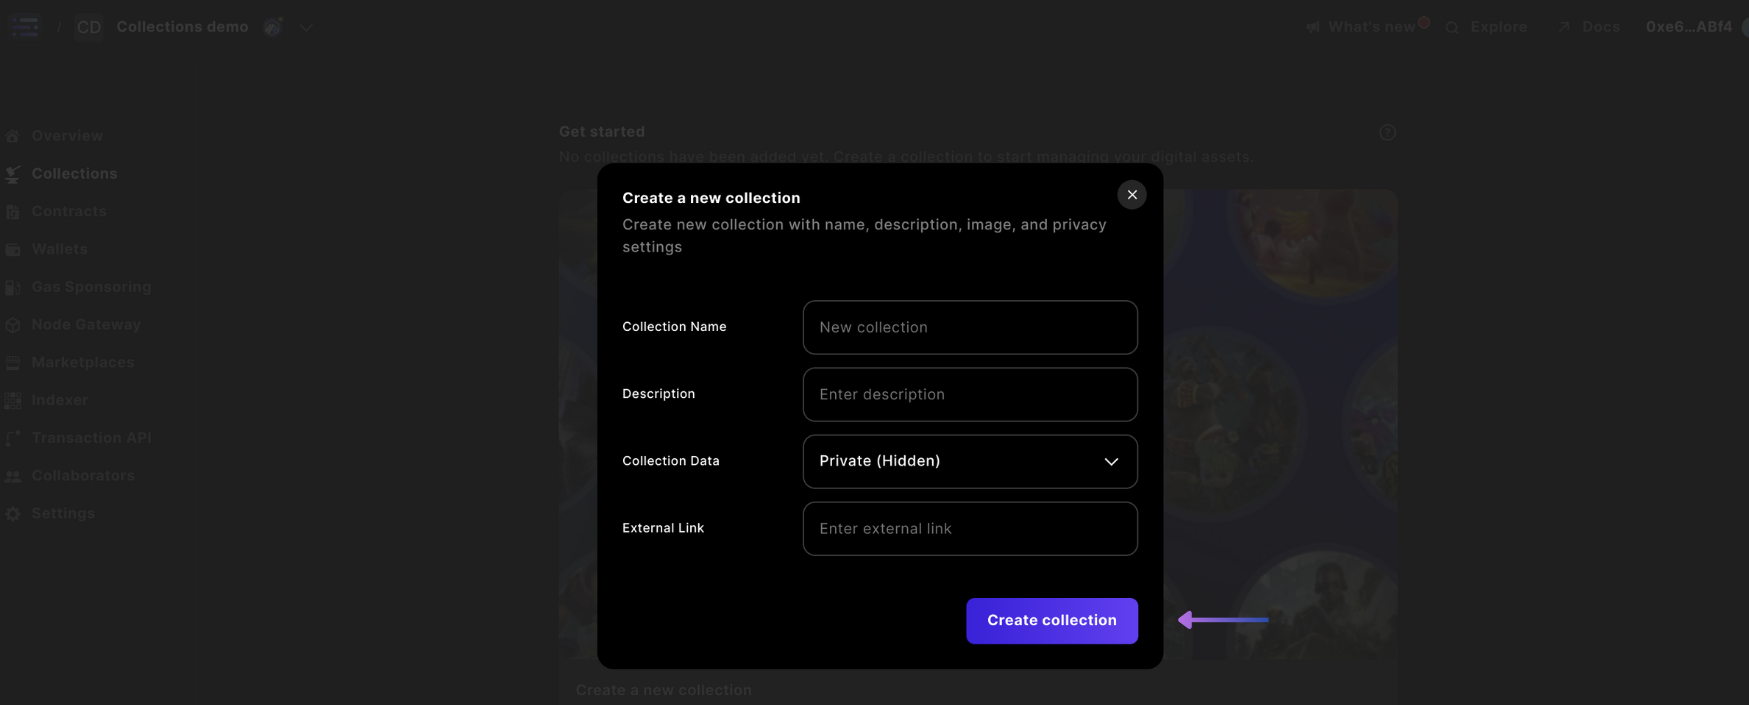 / CD Collections demo
What's new
Explore
Docs
0xe6...ABf4
Overview
Collections
Contracts
Wallets
Gas Sponsoring
Node Gateway
Marketplaces
Indexer
Transaction API
Collaborators
Settings
Get started
No collections have been added yet. Create a collection to start managing your digital assets.
Create a new collection
Create new collection with name, description, image, and privacy
settings
Collection Name
New collection
Description
Enter description
Collection Data
Private (Hidden)
External Link
Enter external link
Create collection
Create a new collection